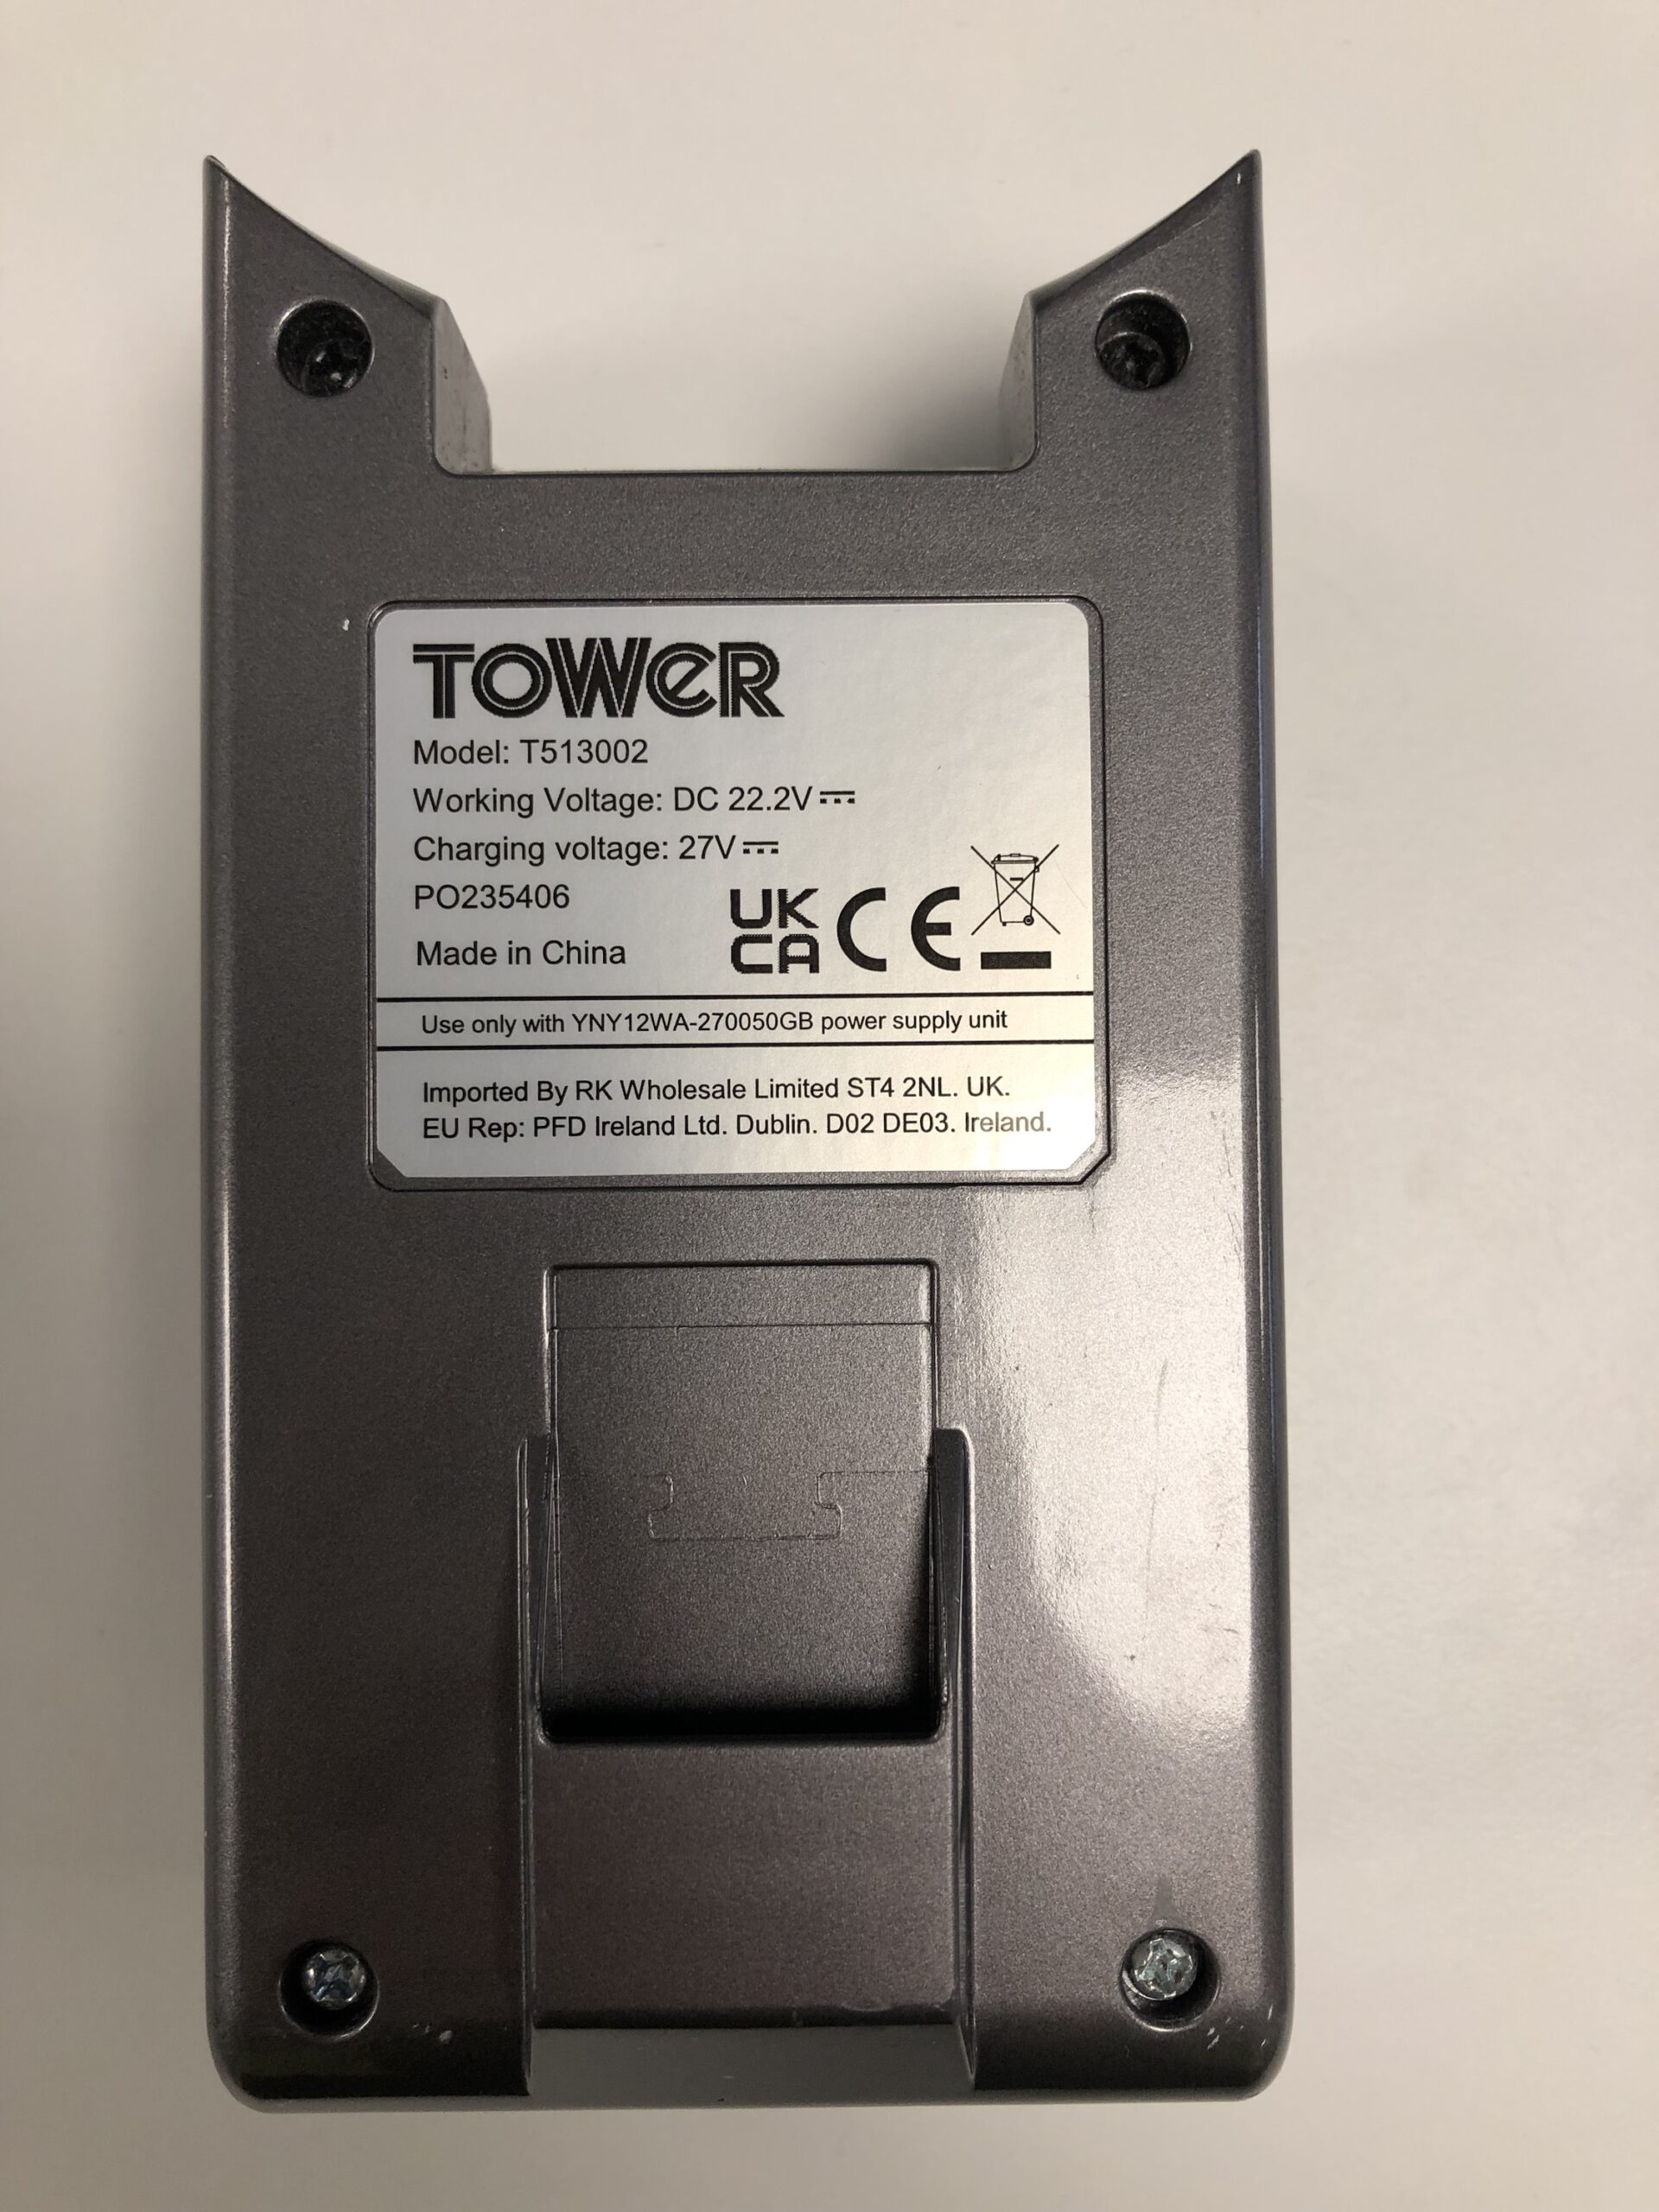 TOWER
Model: T513002
Working Voltage: DC 22.2V⎓
Charging voltage: 27V⎓
PO235406
Made in China
UK
CA CE
Use only with YNY12WA-270050GB power supply unit
Imported By RK Wholesale Limited ST4 2NL. UK.
EU Rep: PFD Ireland Ltd. Dublin. D02 DE03. Ireland.